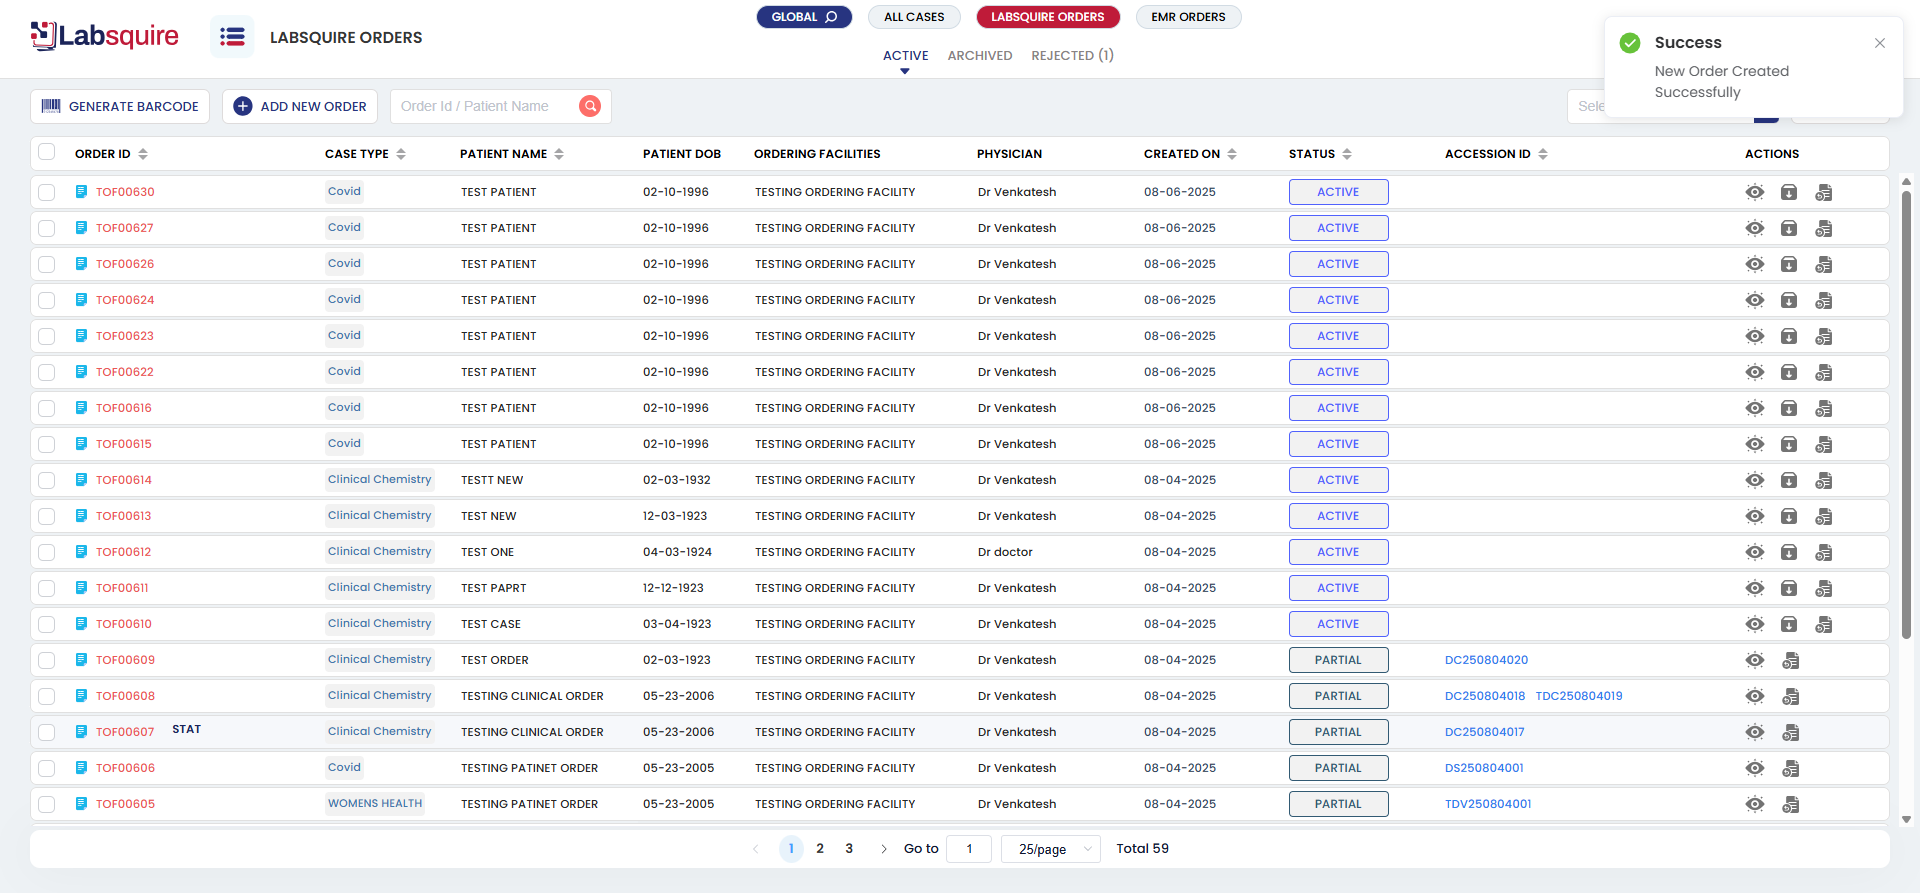 Labsquire
LABSQUIRE ORDERS
GLOBAL
ALL CASES
LABSQUIRE ORDERS
EMR ORDERS
ACTIVE
ARCHIVED
REJECTED (1)
Success
New Order Created
Successfully
GENERATE BARCODE
ADD NEW ORDER
Order Id / Patient Name
ORDER ID CASE TYPE PATIENT NAME PATIENT DOB ORDERING FACILITIES PHYSICIAN CREATED ON STATUS ACCESSION ID ACTIONS
TOF00630 Covid TEST PATIENT 02-10-1996 TESTING ORDERING FACILITY Dr Venkatesh 08-06-2025 ACTIVE
TOF00627 Covid TEST PATIENT 02-10-1996 TESTING ORDERING FACILITY Dr Venkatesh 08-06-2025 ACTIVE
TOF00626 Covid TEST PATIENT 02-10-1996 TESTING ORDERING FACILITY Dr Venkatesh 08-06-2025 ACTIVE
TOF00624 Covid TEST PATIENT 02-10-1996 TESTING ORDERING FACILITY Dr Venkatesh 08-06-2025 ACTIVE
TOF00623 Covid TEST PATIENT 02-10-1996 TESTING ORDERING FACILITY Dr Venkatesh 08-06-2025 ACTIVE
TOF00622 Covid TEST PATIENT 02-10-1996 TESTING ORDERING FACILITY Dr Venkatesh 08-06-2025 ACTIVE
TOF00616 Covid TEST PATIENT 02-10-1996 TESTING ORDERING FACILITY Dr Venkatesh 08-06-2025 ACTIVE
TOF00615 Covid TEST PATIENT 02-10-1996 TESTING ORDERING FACILITY Dr Venkatesh 08-06-2025 ACTIVE
TOF00614 Clinical Chemistry TESTT NEW 02-03-1932 TESTING ORDERING FACILITY Dr Venkatesh 08-04-2025 ACTIVE
TOF00613 Clinical Chemistry TEST NEW 12-03-1923 TESTING ORDERING FACILITY Dr Venkatesh 08-04-2025 ACTIVE
TOF00612 Clinical Chemistry TEST ONE 04-03-1924 TESTING ORDERING FACILITY Dr doctor 08-04-2025 ACTIVE
TOF00611 Clinical Chemistry TEST PAPRT 12-12-1923 TESTING ORDERING FACILITY Dr Venkatesh 08-04-2025 ACTIVE
TOF00610 Clinical Chemistry TEST CASE 03-04-1923 TESTING ORDERING FACILITY Dr Venkatesh 08-04-2025 ACTIVE
TOF00609 Clinical Chemistry TEST ORDER 02-03-1923 TESTING ORDERING FACILITY Dr Venkatesh 08-04-2025 PARTIAL DC250804020
TOF00608 Clinical Chemistry TESTING CLINICAL ORDER 05-23-2006 TESTING ORDERING FACILITY Dr Venkatesh 08-04-2025 PARTIAL DC250804018 TDC250804019
TOF00607 STAT Clinical Chemistry TESTING CLINICAL ORDER 05-23-2006 TESTING ORDERING FACILITY Dr Venkatesh 08-04-2025 PARTIAL DC250804017
TOF00606 Covid TESTING PATINET ORDER 05-23-2005 TESTING ORDERING FACILITY Dr Venkatesh 08-04-2025 PARTIAL DS250804001
TOF00605 WOMENS HEALTH TESTING PATINET ORDER 05-23-2005 TESTING ORDERING FACILITY Dr Venkatesh 08-04-2025 PARTIAL TDV250804001
1 2 3 Go to 1 25/page Total 59